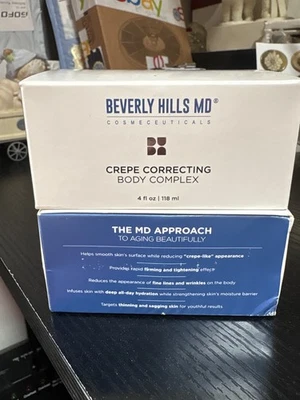 GOFO
BEVERLY HILLS MD®
COSMECEUTICALS
CREPE CORRECTING
BODY COMPLEX
4 fl oz | 118 ml
THE MD APPROACH
TO AGING BEAUTIFULLY
Helps smooth skin's surface while reducing "crepe-like" appearance
Provides rapid firming and tightening effect
Reduces the appearance of fine lines and wrinkles on the body
Infuses skin with deep all-day hydration while strengthening skin's moisture barrier
Targets thinning and sagging skin for youthful results